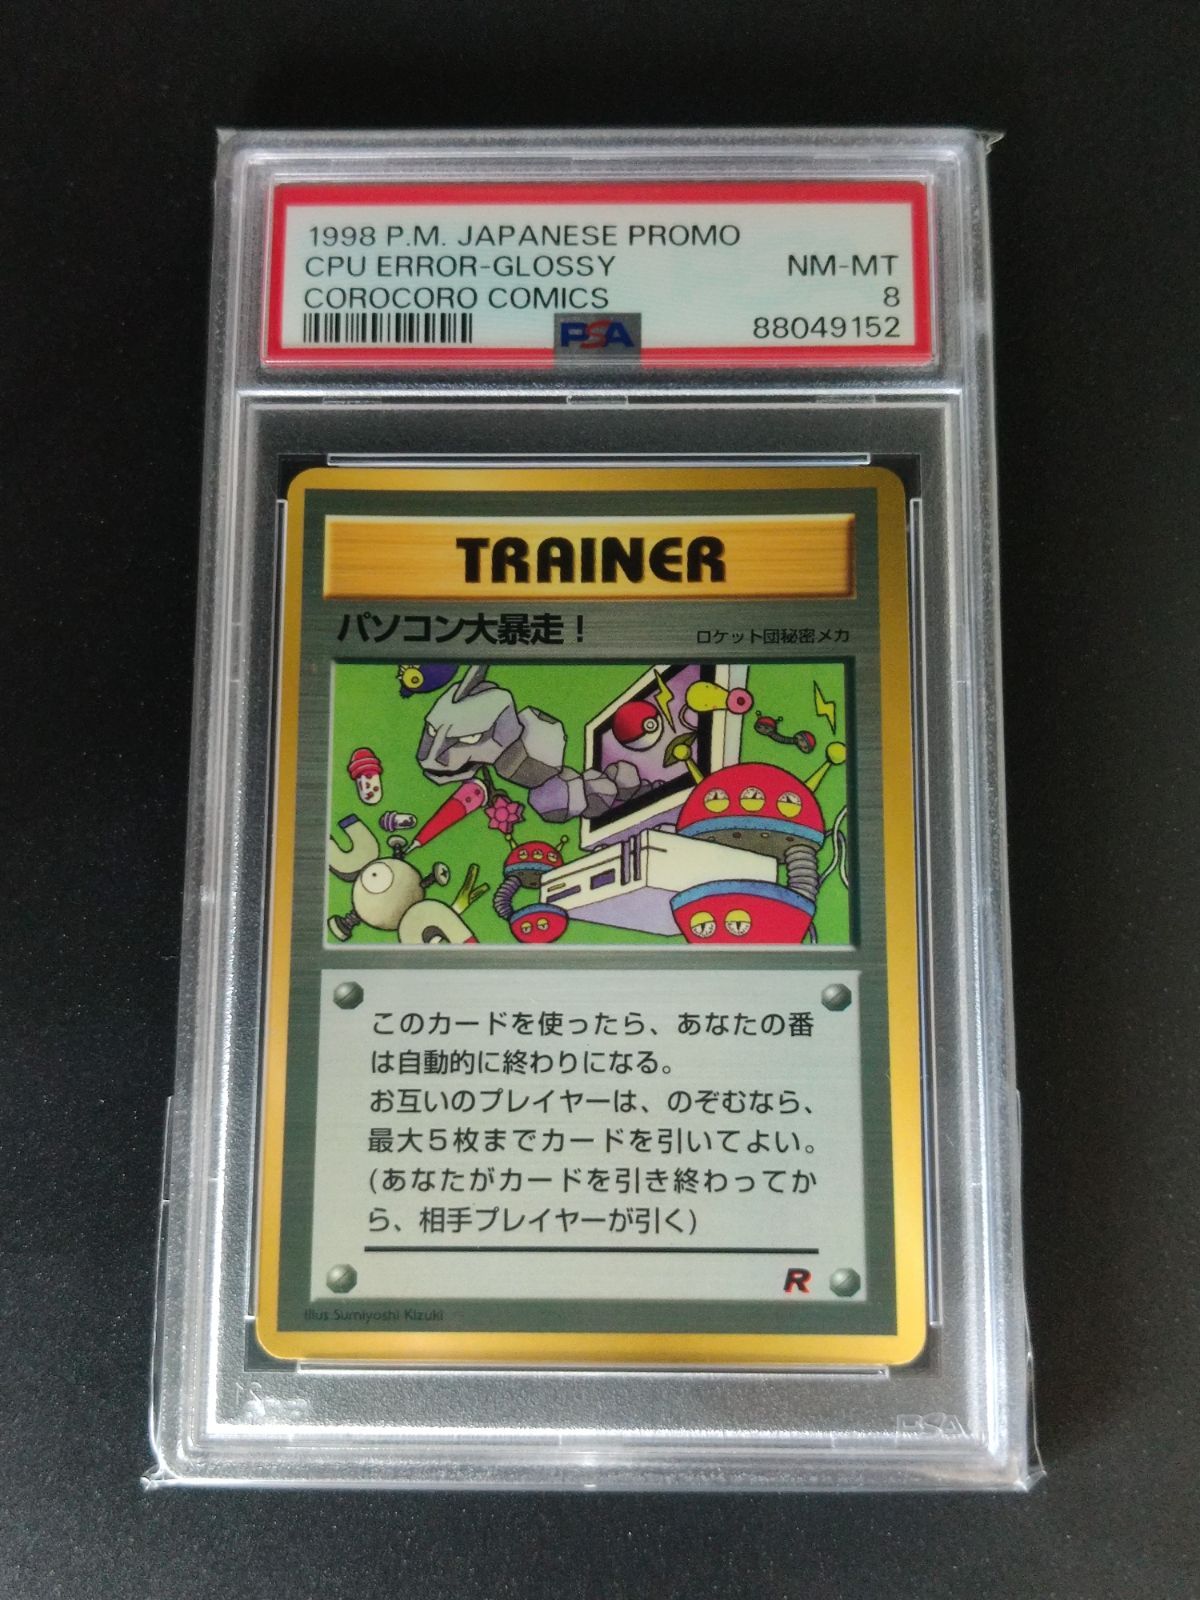 1998 P.M. JAPANESE PROMO
CPU ERROR-GLOSSY NM-MT
COROCORO COMICS 8
PSA 88049152
TRAINER
パソコン大暴走！ ロケット団秘密メカ
このカードを使ったら、あなたの番
は自動的に終わりになる。
お互いのプレイヤーは、のぞむなら、
最大5枚までカードを引いてよい。
(あなたがカードを引き終わってか
ら、相手プレイヤーが引く)
R
Illus. Sumiyoshi Kizuki
PSA